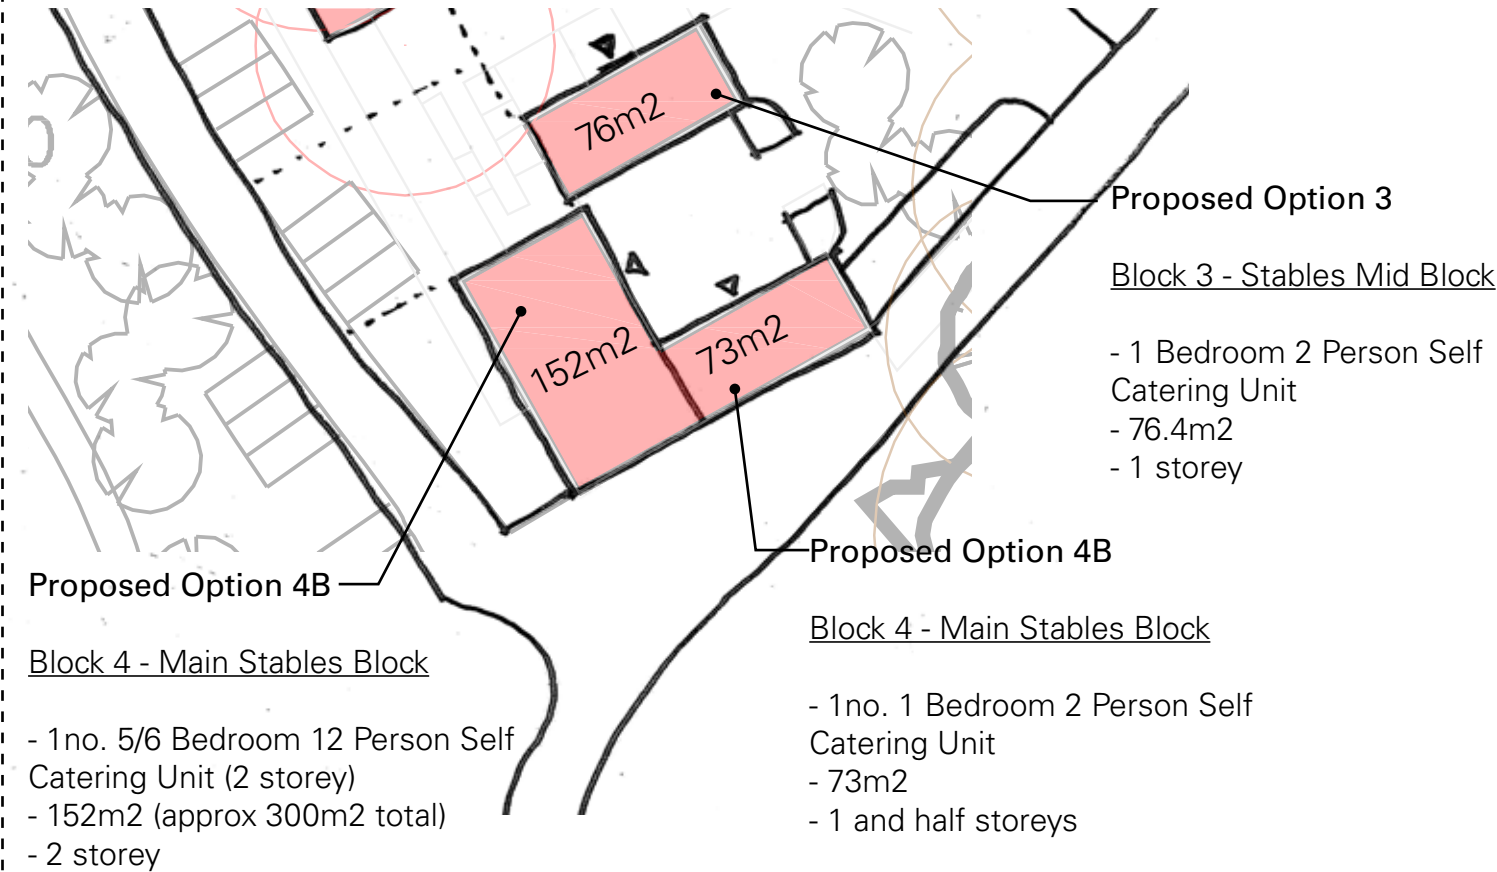 76m2
152m2
73m2
Proposed Option 3
Block 3 - Stables Mid Block
- 1 Bedroom 2 Person Self
Catering Unit
- 76.4m2
- 1 storey
Proposed Option 4B
Block 4 - Main Stables Block
- 1no. 5/6 Bedroom 12 Person Self
Catering Unit (2 storey)
- 152m2 (approx 300m2 total)
- 2 storey
Proposed Option 4B
Block 4 - Main Stables Block
- 1no. 1 Bedroom 2 Person Self
Catering Unit
- 73m2
- 1 and half storeys